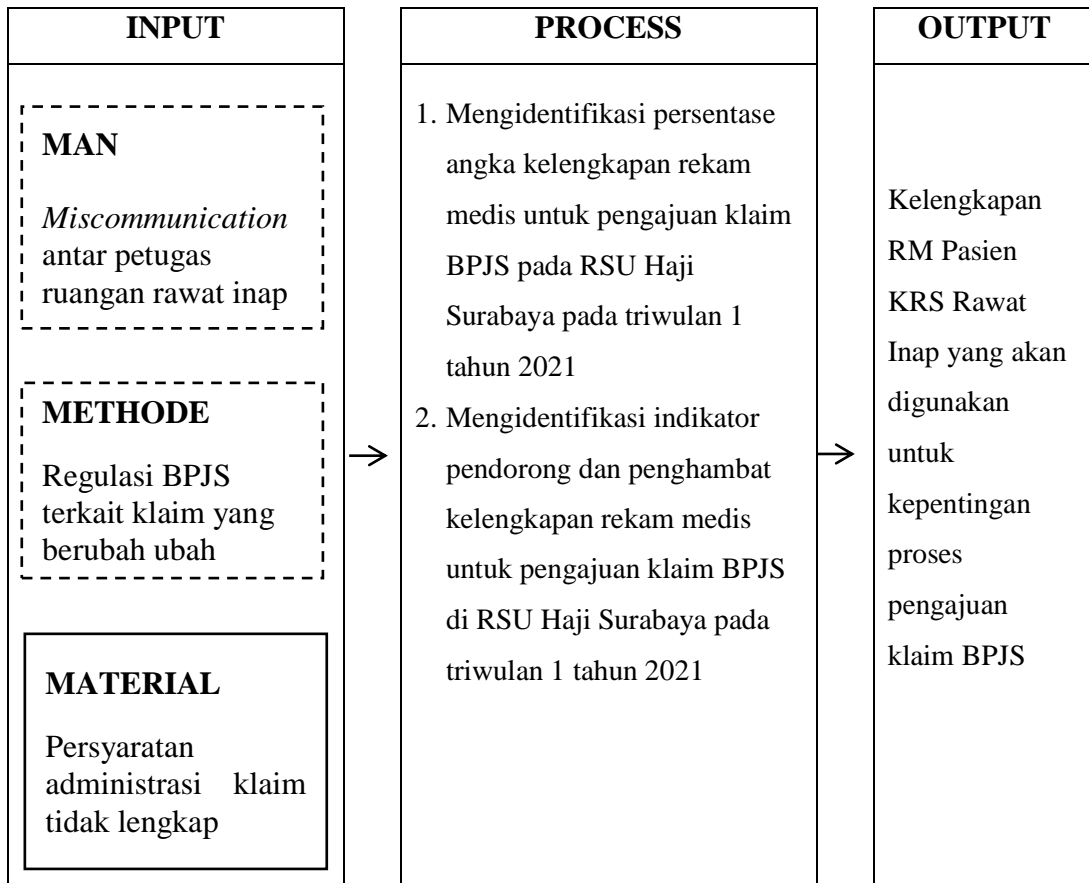 INPUT
MAN
Miscommunication
antar petugas
ruangan rawat inap
METHODE
Regulasi BPJS
terkait klaim yang
berubah ubah
MATERIAL
Persyaratan
administrasi klaim
tidak lengkap
PROCESS
1. Mengidentifikasi persentase
angka kelengkapan rekam
medis untuk pengajuan klaim
BPJS pada RSU Haji
Surabaya pada triwulan 1
tahun 2021
2. Mengidentifikasi indikator
pendorong dan penghambat
kelengkapan rekam medis
untuk pengajuan klaim BPJS
di RSU Haji Surabaya pada
triwulan 1 tahun 2021
OUTPUT
Kelengkapan
RM Pasien
KRS Rawat
Inap yang akan
digunakan
untuk
kepentingan
proses
pengajuan
klaim BPJS